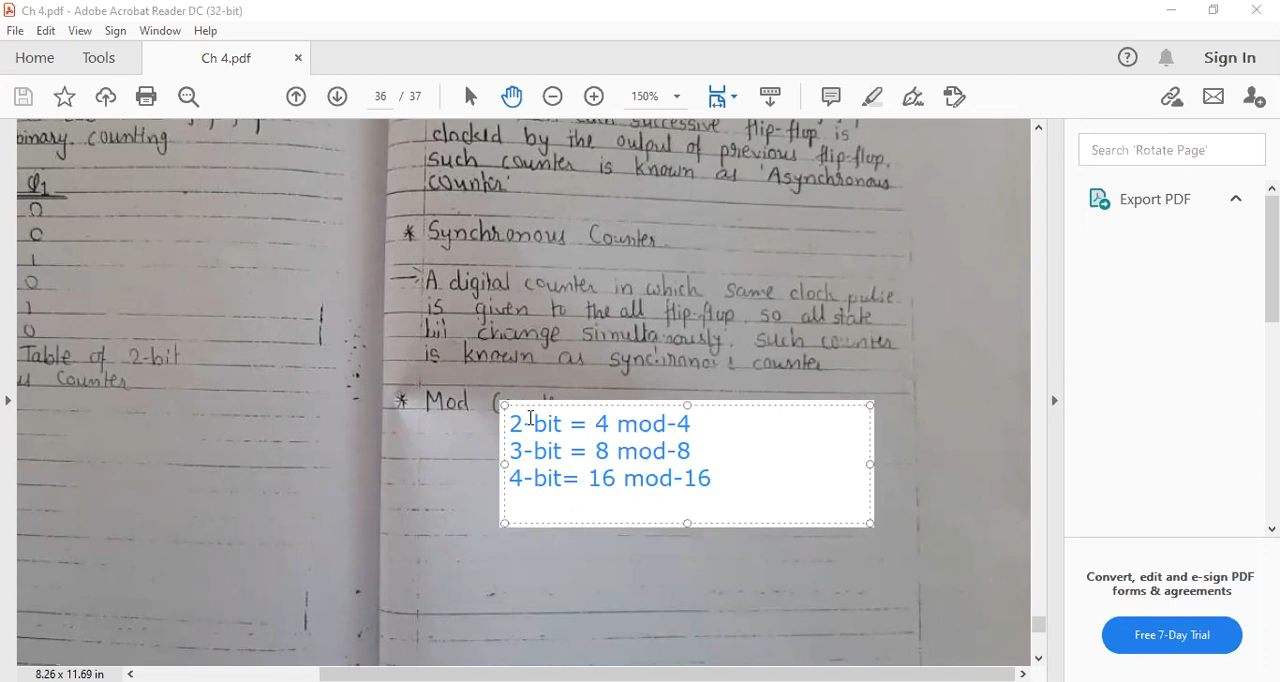 Ch 4.pdf - Adobe Acrobat Reader DC (32-bit)
File Edit View Sign Window Help
Home Tools Ch 4.pdf × Sign In
36 / 37 150%
binary counting
φ1
0
0
1
0
1
0
Table of 2-bit
Counter
successive flip-flop is
clocked by the output of previous flip-flop,
such counter is known as 'Asynchronous
counter'
* Synchronous Counter
→ A digital counter in which same clock pulse
is given to the all flip-flop so all state
bit change simultaneously. Such counter
is known as synchronous counter
* Mod
2-bit = 4 mod-4
3-bit = 8 mod-8
4-bit= 16 mod-16
Search 'Rotate Page'
Export PDF
Convert, edit and e-sign PDF
forms & agreements
Free 7-Day Trial
8.26 x 11.69 in